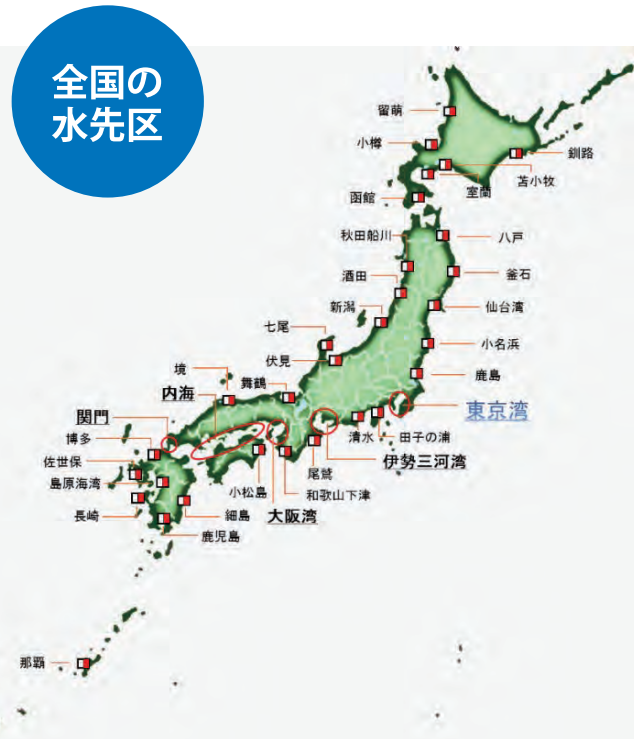 全国の
水先区
留萌
小樽
釧路
苫小牧
室蘭
函館
秋田船川
八戸
酒田
釜石
新潟
仙台湾
七尾
小名浜
伏見
境
舞鶴
鹿島
内海
関門
東京湾
博多
清水
田子の浦
佐世保
伊勢三河湾
尾鷲
島原海湾
小松島
和歌山下津
長崎
細島
大阪湾
鹿児島
那覇